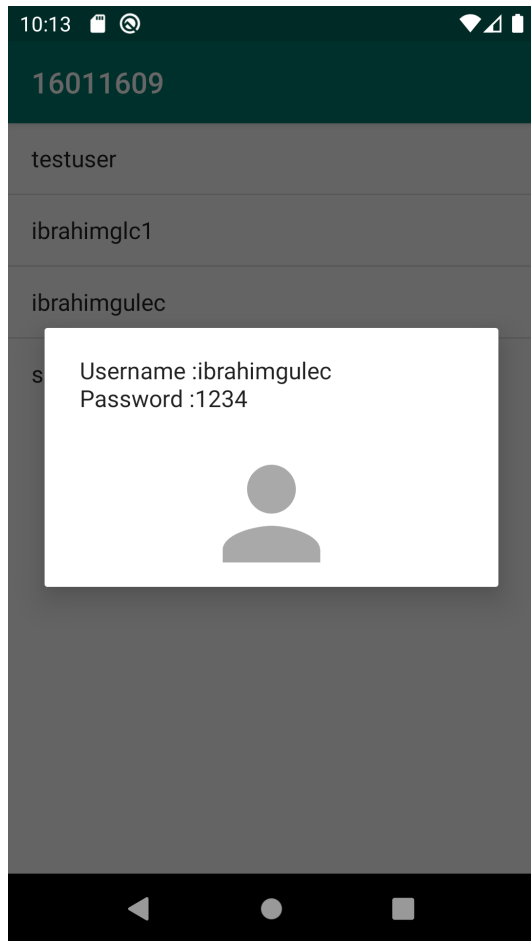 10:13
16011609
testuser
ibrahimglc1
ibrahimgulec
s
Username :ibrahimgulec
Password :1234